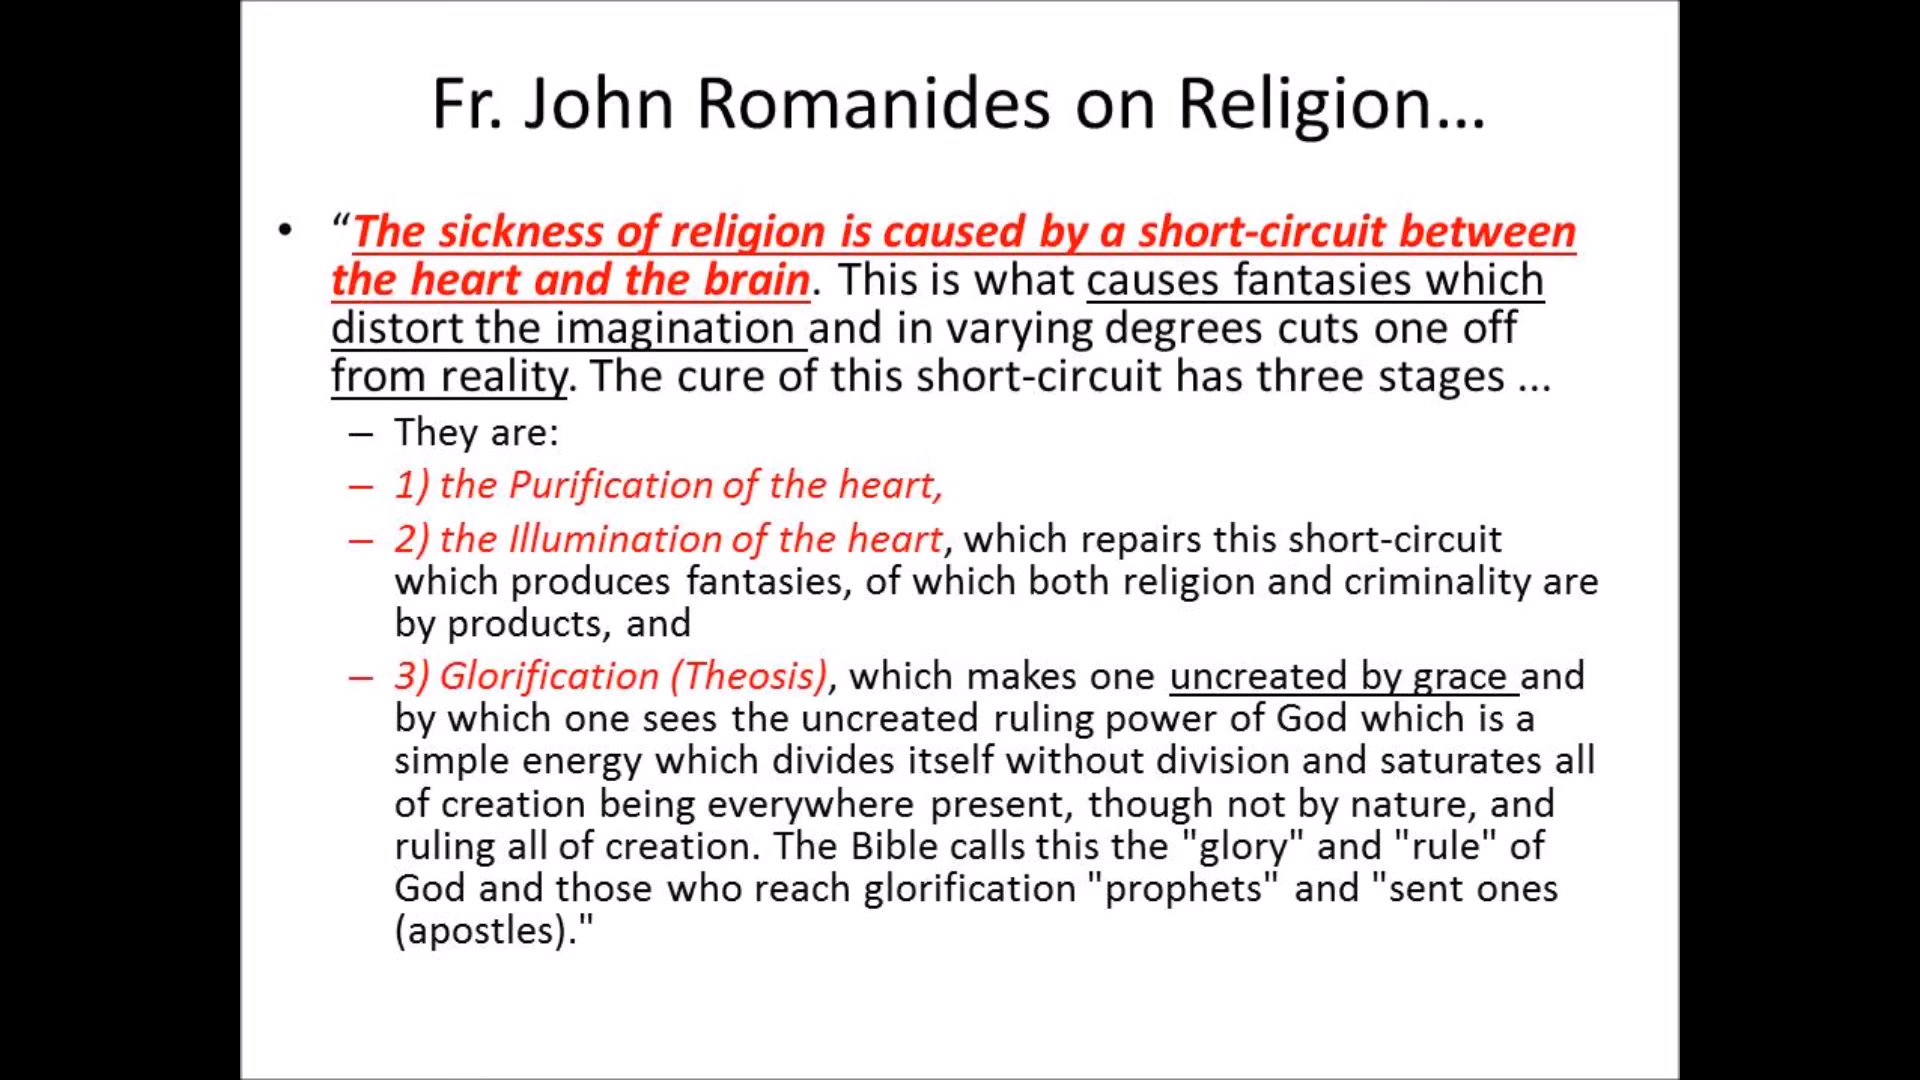 Fr. John Romanides on Religion...
• “The sickness of religion is caused by a short-circuit between
the heart and the brain. This is what causes fantasies which
distort the imagination and in varying degrees cuts one off
from reality. The cure of this short-circuit has three stages ...
– They are:
– 1) the Purification of the heart,
– 2) the Illumination of the heart, which repairs this short-circuit
which produces fantasies, of which both religion and criminality are
by products, and
– 3) Glorification (Theosis), which makes one uncreated by grace and
by which one sees the uncreated ruling power of God which is a
simple energy which divides itself without division and saturates all
of creation being everywhere present, though not by nature, and
ruling all of creation. The Bible calls this the "glory" and "rule" of
God and those who reach glorification "prophets" and "sent ones
(apostles)."